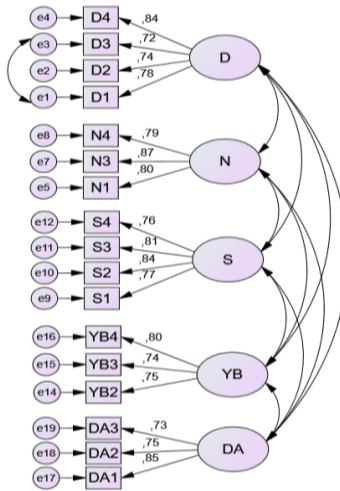 e4 D4 ,84
e3 D3 ,72
e2 D2 ,74
e1 D1 ,78
D
e8 N4 ,79
e7 N3 ,87
e5 N1 ,80
N
e12 S4 ,76
e11 S3 ,81
e10 S2 ,84
e9 S1 ,77
S
e16 YB4 ,80
e15 YB3 ,74
e14 YB2 ,75
YB
e19 DA3 ,73
e18 DA2 ,75
e17 DA1 ,85
DA